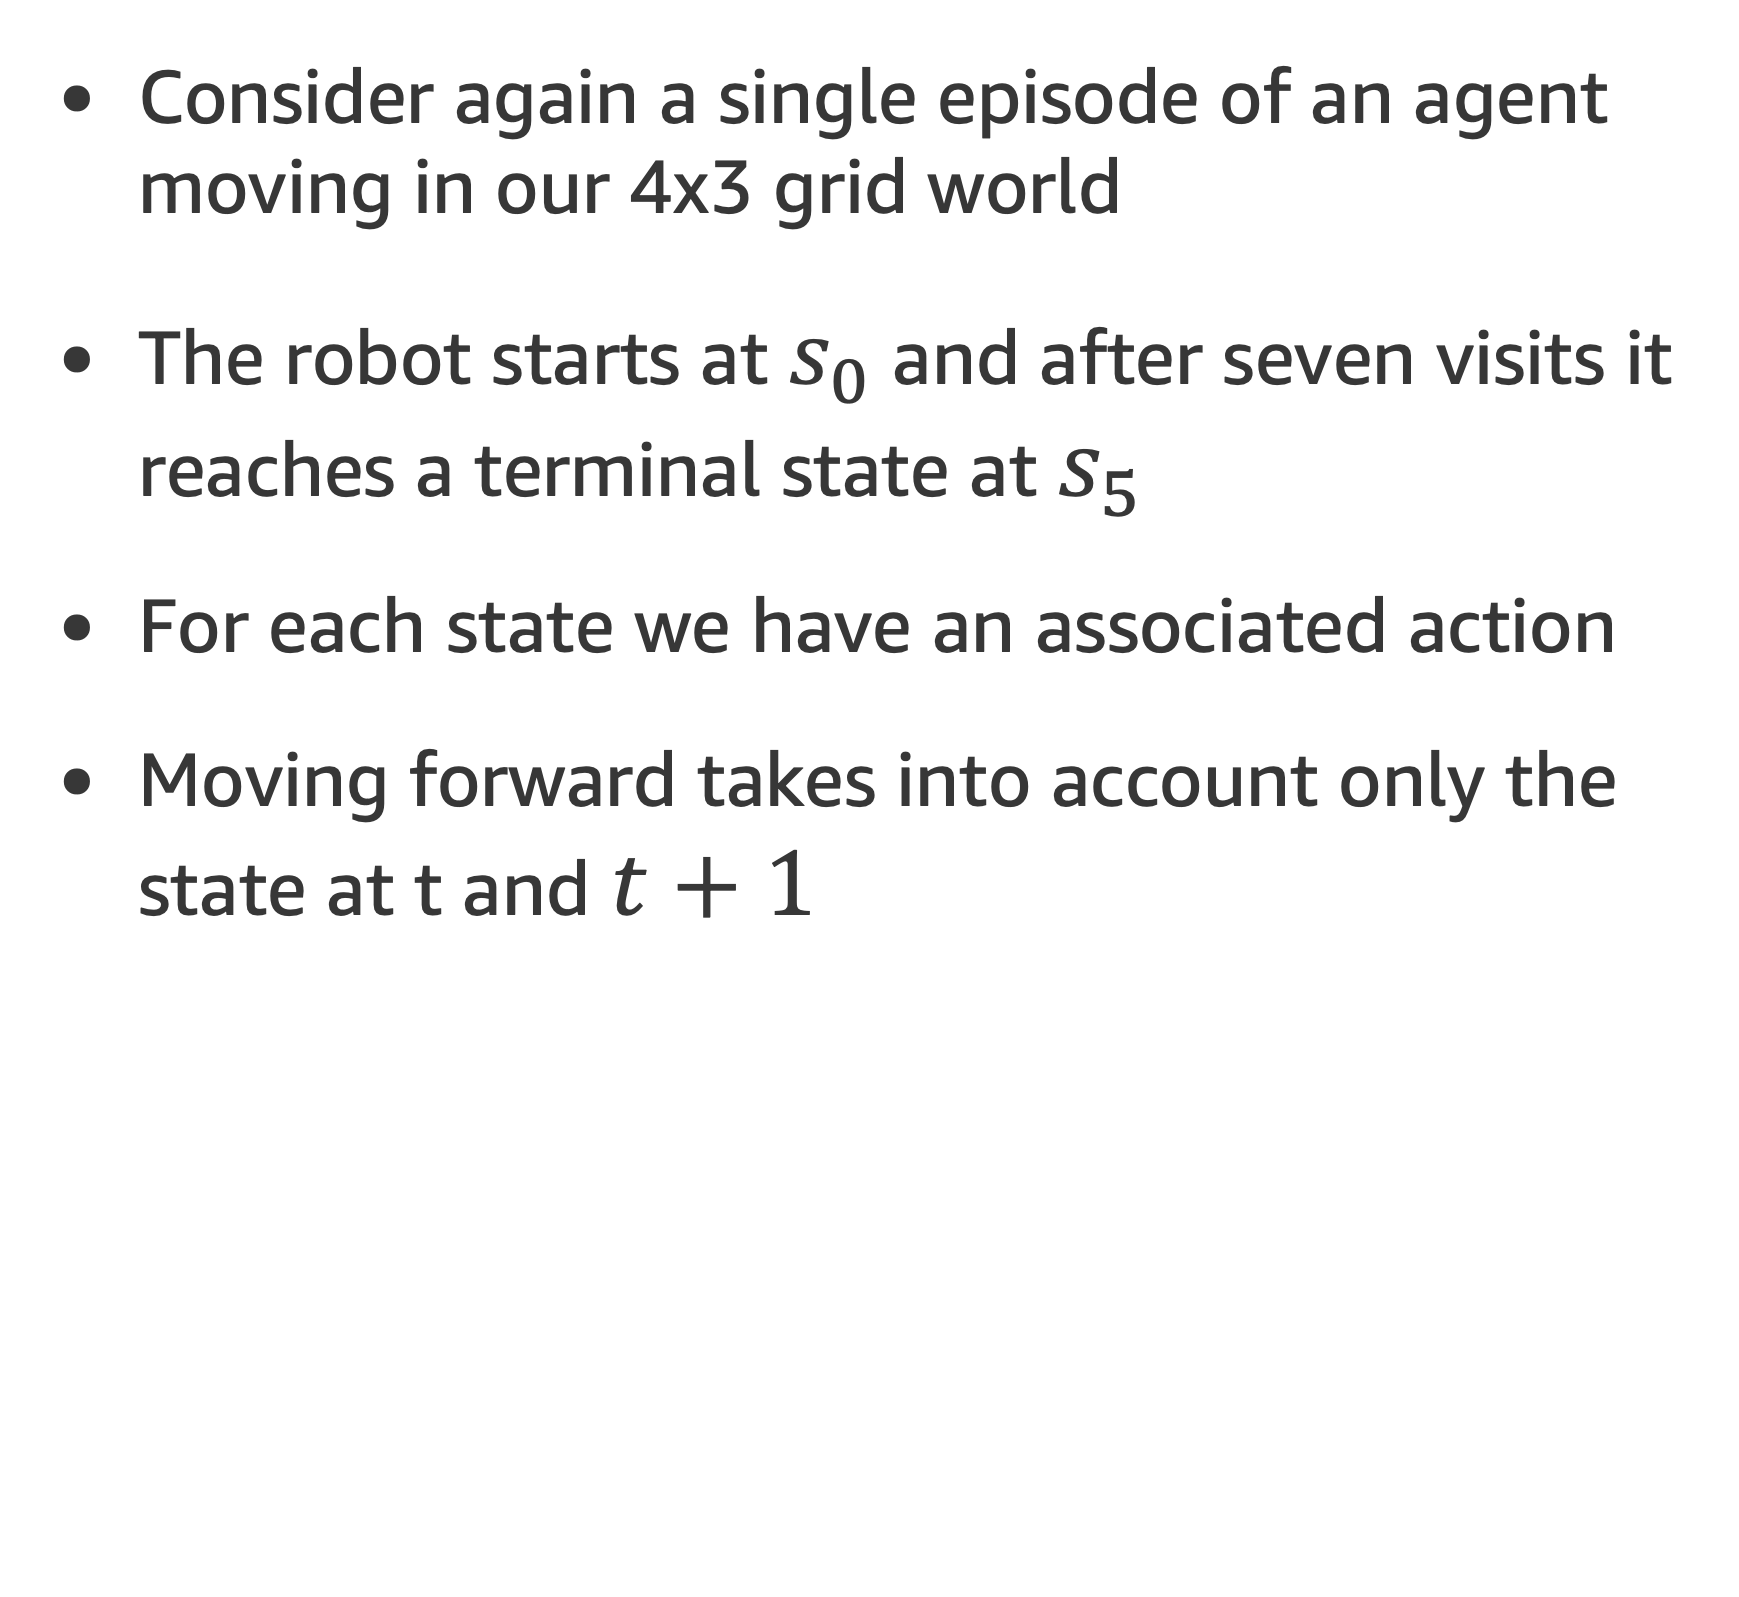 • Consider again a single episode of an agent
moving in our 4x3 grid world
• The robot starts at s₀ and after seven visits it
reaches a terminal state at s₅
• For each state we have an associated action
• Moving forward takes into account only the
state at t and t + 1